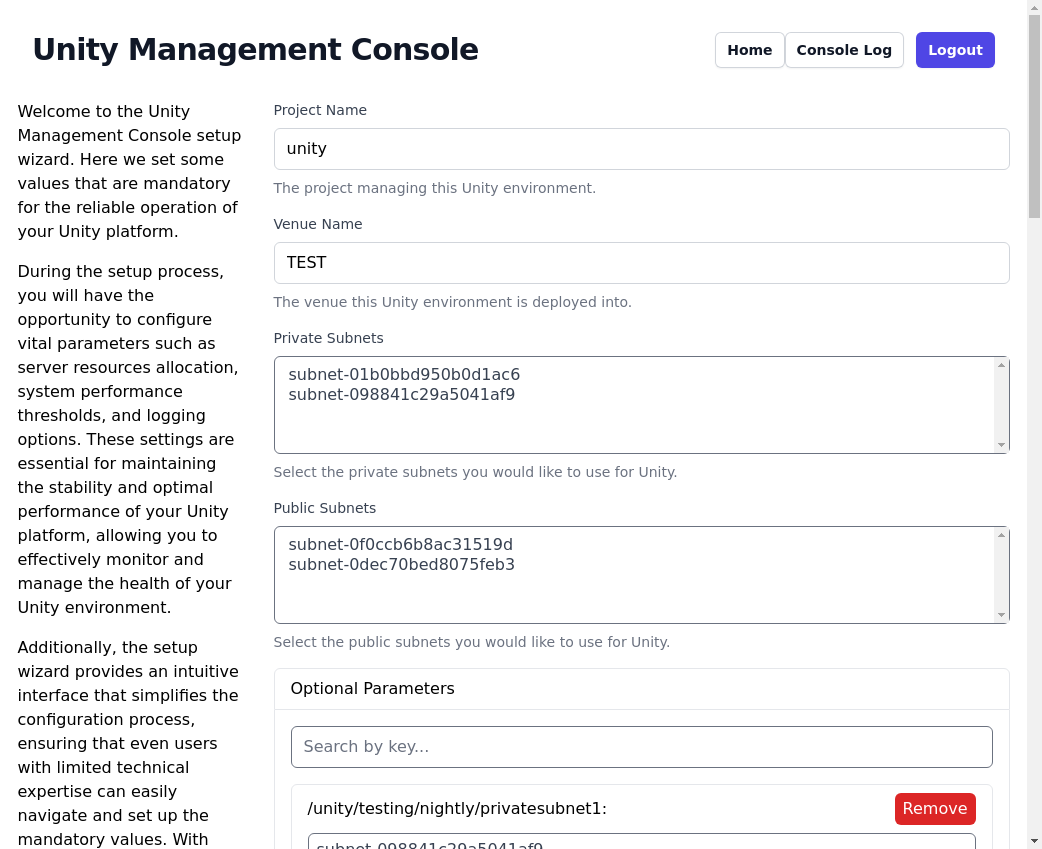 Unity Management Console
Home
Console Log
Logout
Welcome to the Unity
Management Console setup
wizard. Here we set some
values that are mandatory
for the reliable operation of
your Unity platform.
During the setup process,
you will have the
opportunity to configure
vital parameters such as
server resources allocation,
system performance
thresholds, and logging
options. These settings are
essential for maintaining
the stability and optimal
performance of your Unity
platform, allowing you to
effectively monitor and
manage the health of your
Unity environment.
Additionally, the setup
wizard provides an intuitive
interface that simplifies the
configuration process,
ensuring that even users
with limited technical
expertise can easily
navigate and set up the
mandatory values. With
Project Name
unity
The project managing this Unity environment.
Venue Name
TEST
The venue this Unity environment is deployed into.
Private Subnets
subnet-01b0bbd950b0d1ac6
subnet-098841c29a5041af9
Select the private subnets you would like to use for Unity.
Public Subnets
subnet-0f0ccb6b8ac31519d
subnet-0dec70bed8075feb3
Select the public subnets you would like to use for Unity.
Optional Parameters
Search by key...
/unity/testing/nightly/privatesubnet1:
Remove
subnet-098841c29a5041af9